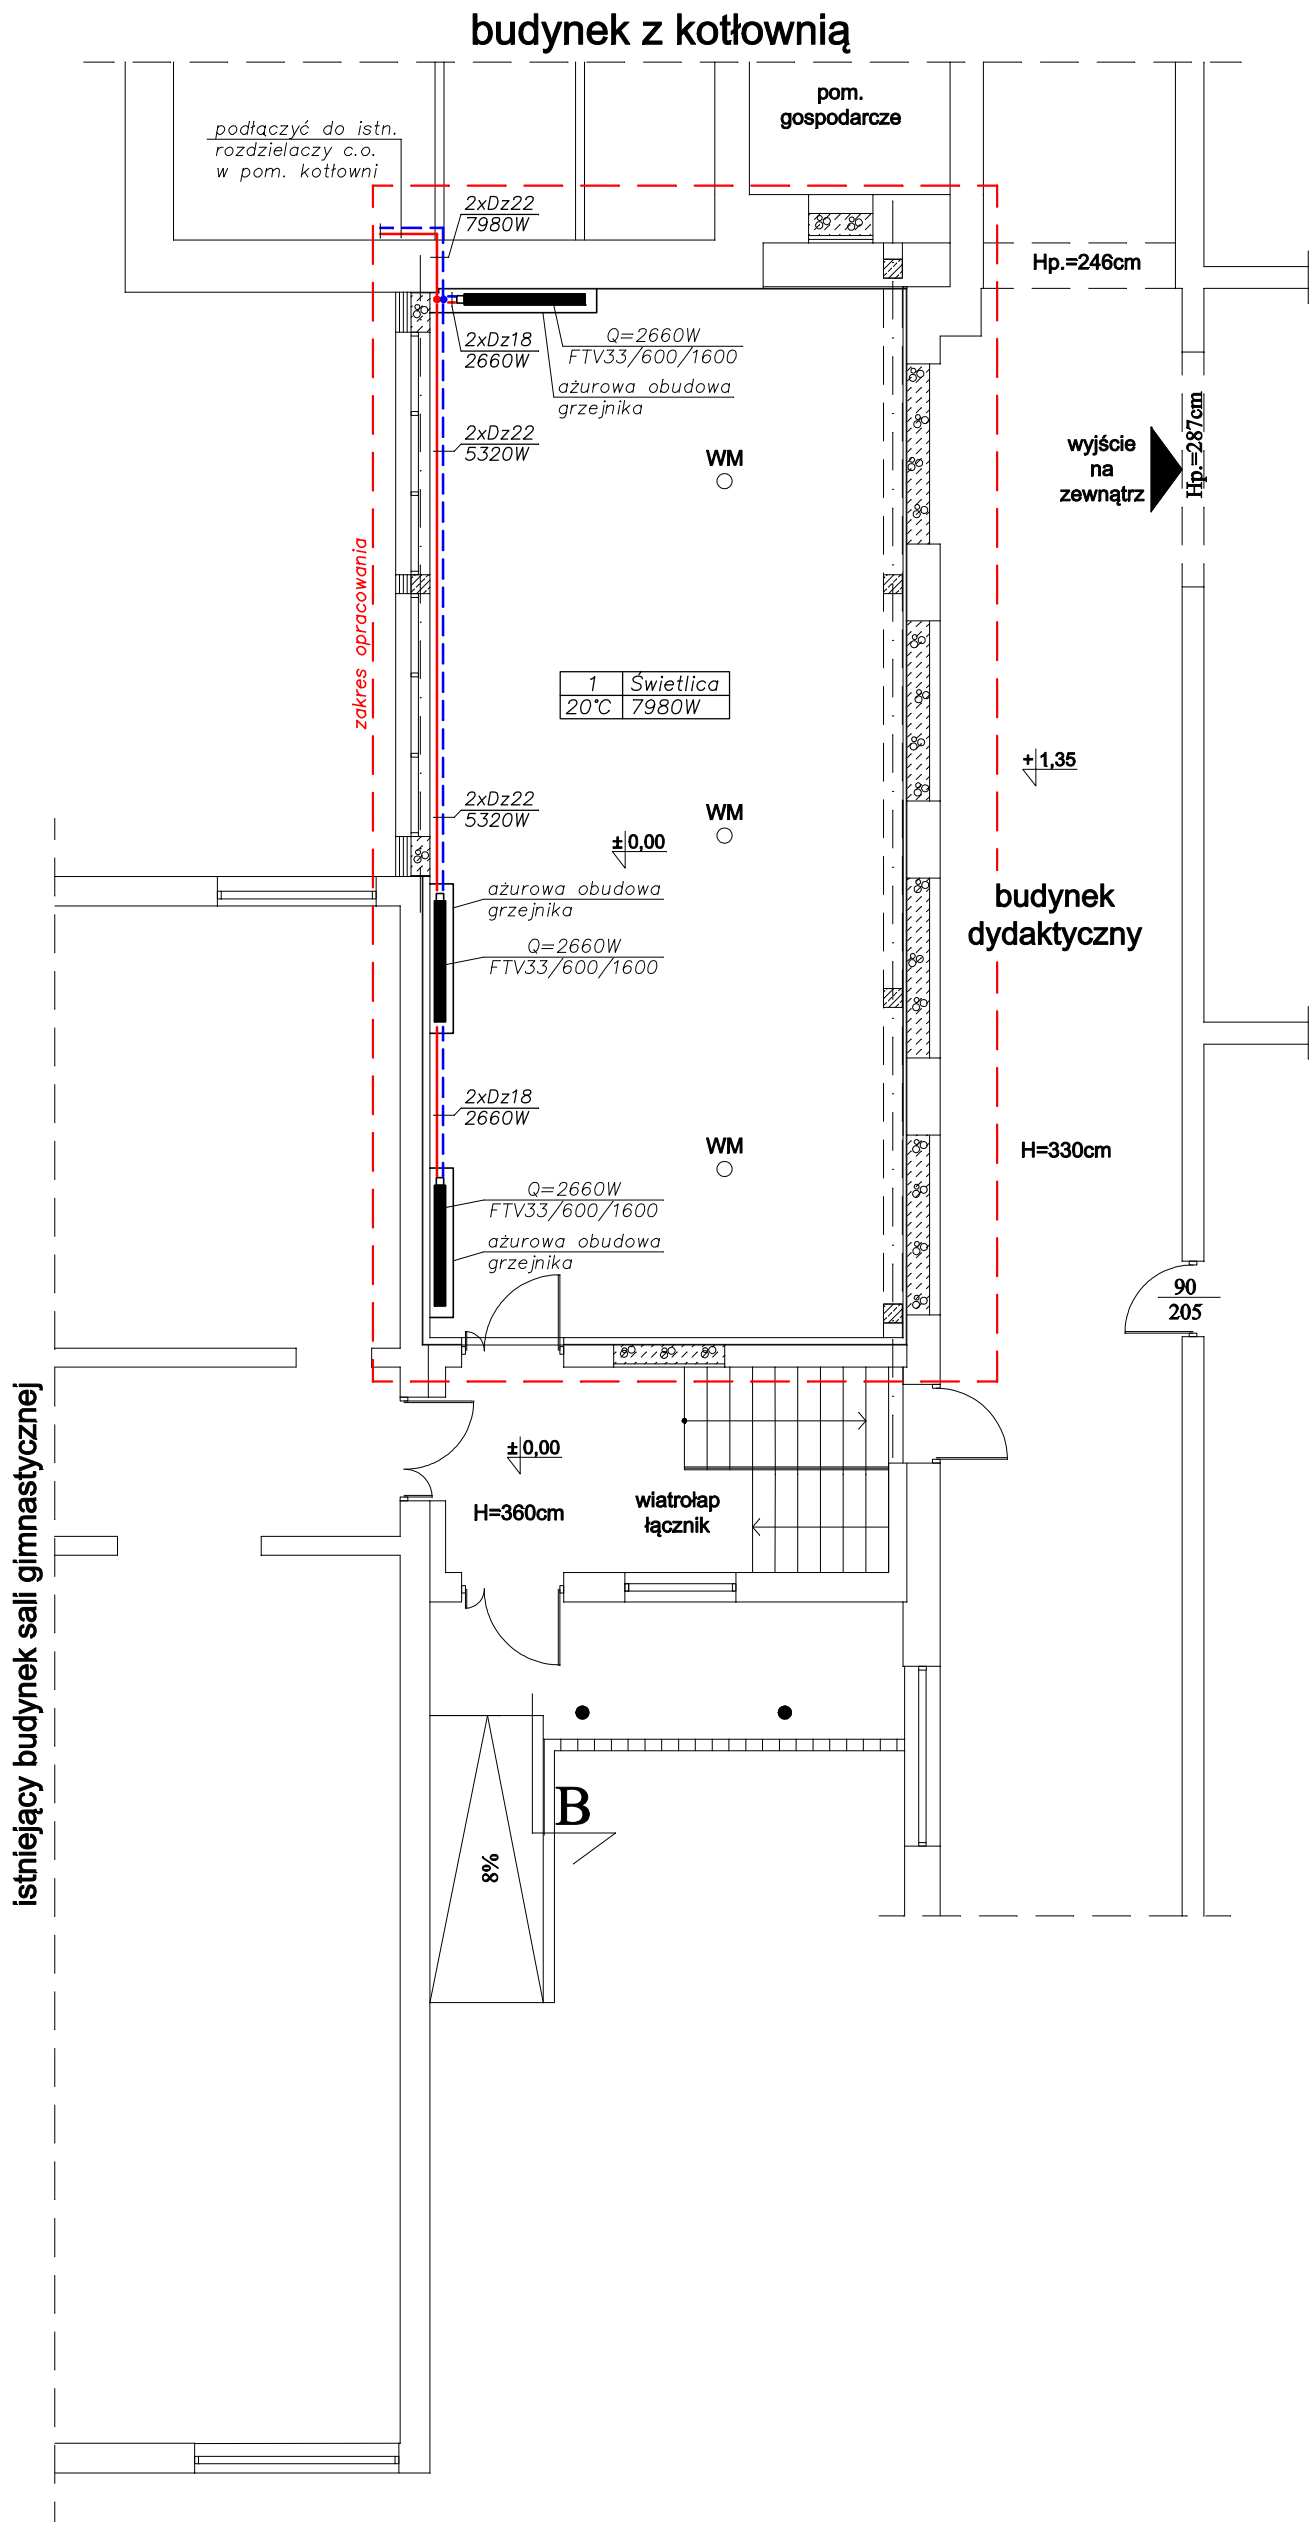 budynek z kotłownią
pom.
gospodarcze
podłączyć do istn.
rozdzielaczy c.o.
w pom. kotłowni
2xDz22
7980W
Hp.=246cm
2xDz18
2660W
Q=2660W
FTV33/600/1600
ażurowa obudowa
grzejnika
2xDz22
5320W
WM
wyjście
na
zewnątrz
Hp.=287cm
zakres opracowania
1 Świetlica
20°C 7980W
+1,35
2xDz22
5320W
WM
±0,00
ażurowa obudowa
grzejnika
budynek
dydaktyczny
Q=2660W
FTV33/600/1600
2xDz18
2660W
WM
H=330cm
Q=2660W
FTV33/600/1600
ażurowa obudowa
grzejnika
90
205
±0,00
H=360cm
wiatrołap
łącznik
istniejący budynek sali gimnastycznej
B
8%